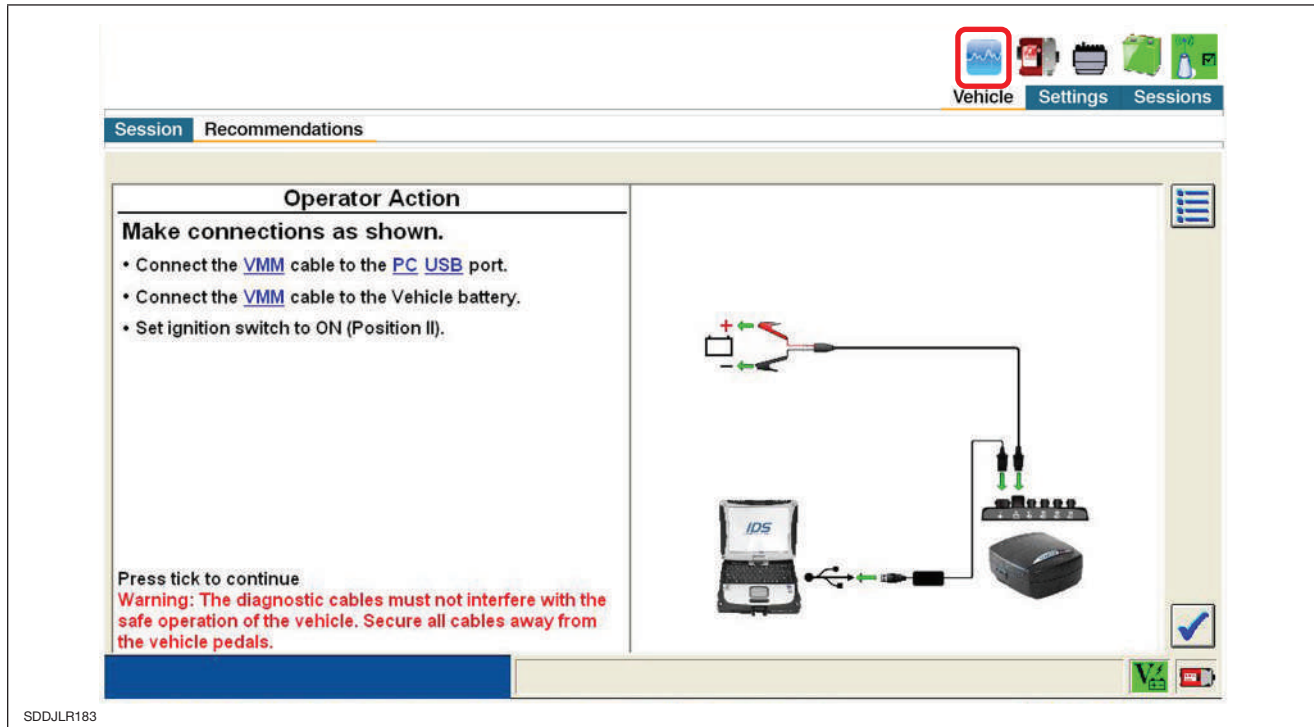 Vehicle Settings Sessions
Session Recommendations
Operator Action
Make connections as shown.
• Connect the VMM cable to the PC USB port.
• Connect the VMM cable to the Vehicle battery.
• Set ignition switch to ON (Position II).
+
−
IDS
Press tick to continue
Warning: The diagnostic cables must not interfere with the
safe operation of the vehicle. Secure all cables away from
the vehicle pedals.
V
SDDJLR183